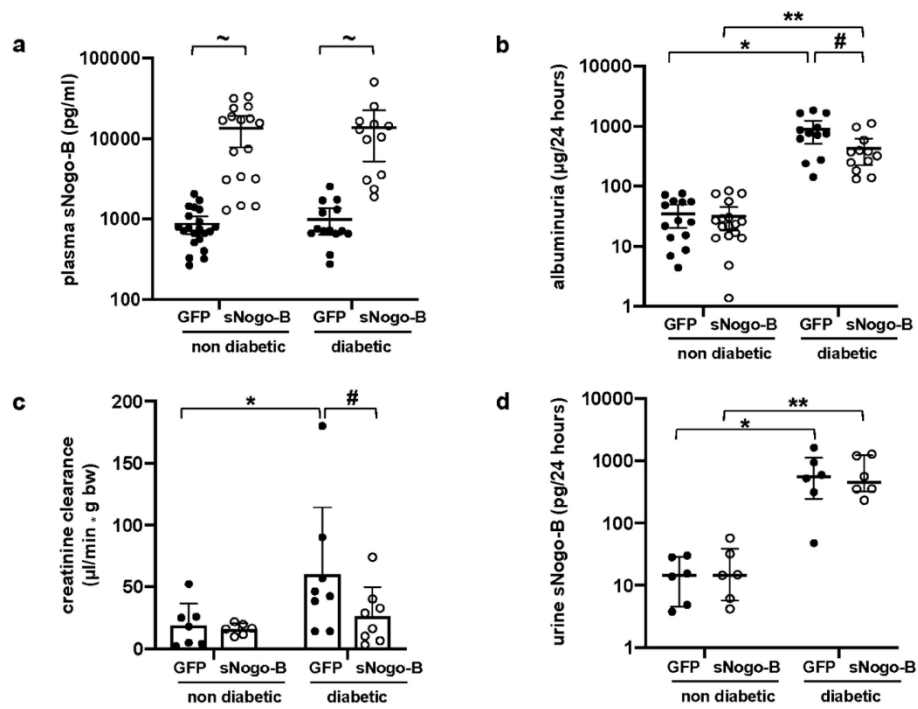 a
plasma sNogo-B (pg/ml)
100000
10000
1000
100
~
~
GFP sNogo-B GFP sNogo-B
non diabetic diabetic
b
albuminuria (µg/24 hours)
10000
1000
100
10
1
**
*
#
GFP sNogo-B GFP sNogo-B
non diabetic diabetic
c
creatinine clearance
(µl/min * g bw)
200
150
100
50
0
*
#
GFP sNogo-B GFP sNogo-B
non diabetic diabetic
d
urine sNogo-B (pg/24 hours)
10000
1000
100
10
1
**
*
GFP sNogo-B GFP sNogo-B
non diabetic diabetic